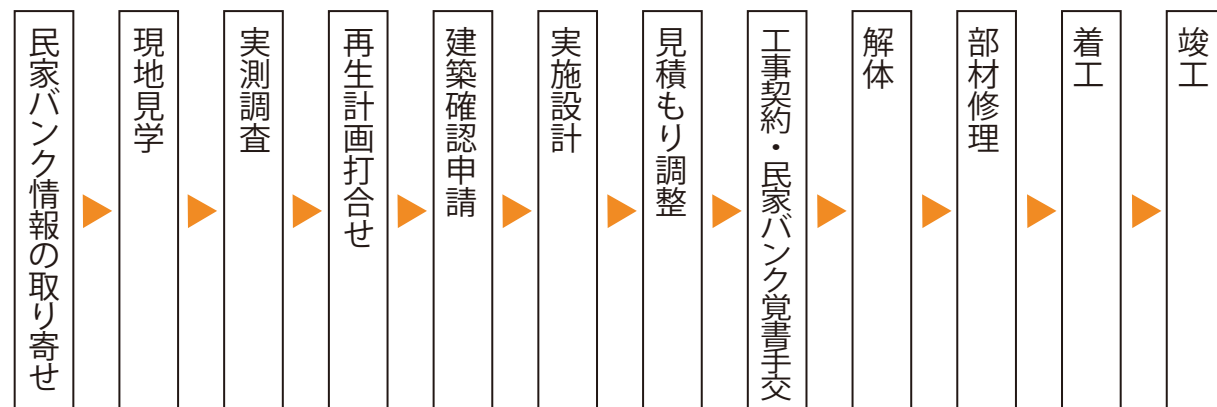 民家バンク情報の取り寄せ
現地見学
実測調査
再生計画打合せ
建築確認申請
実施設計
見積もり調整
工事契約・民家バンク覚書手交
解体
部材修理
着工
竣工